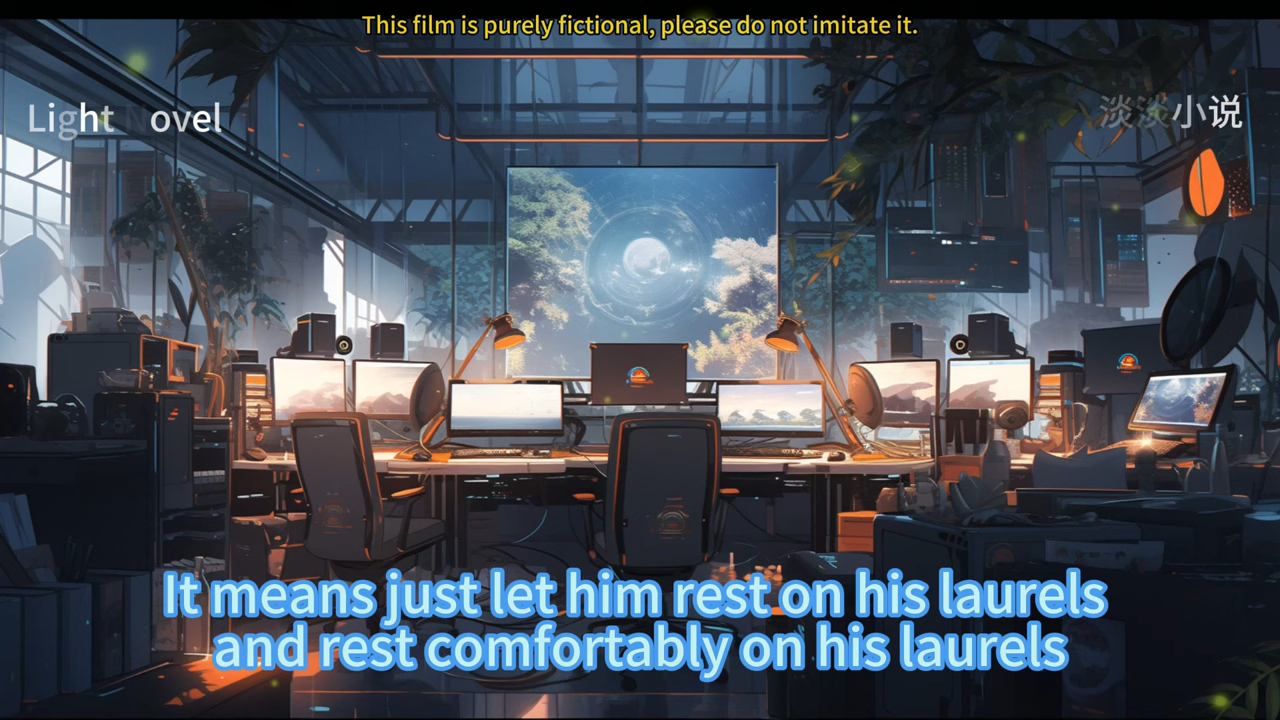 This film is purely fictional, please do not imitate it.
Light Novel
淡淡小说
It means just let him rest on his laurels
and rest comfortably on his laurels